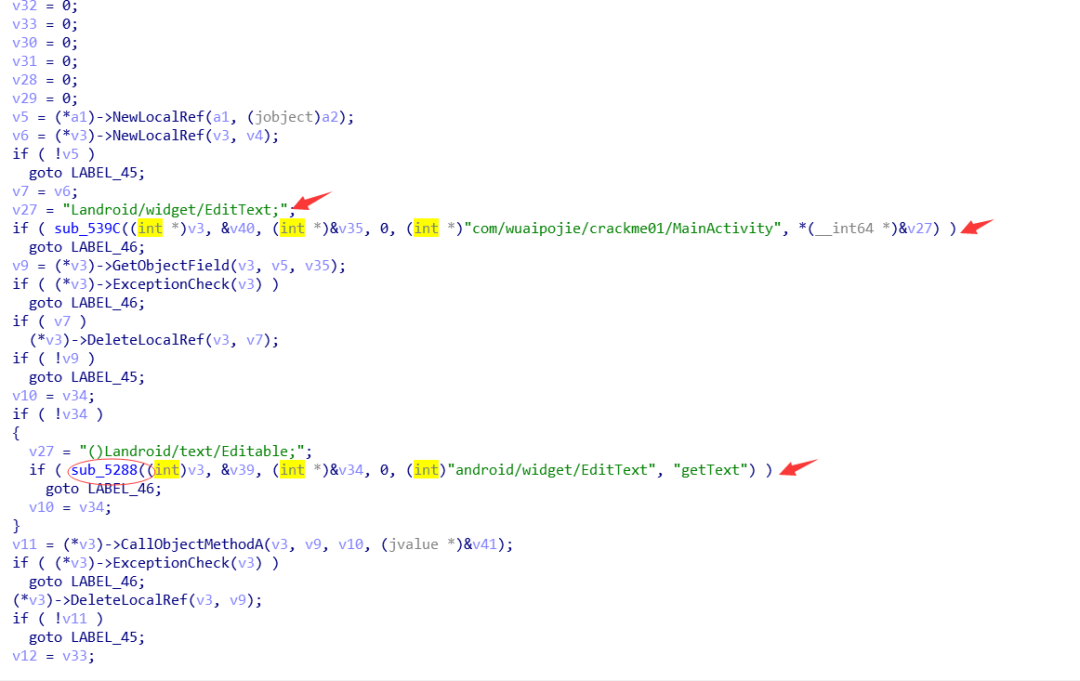 v32 = 0;
v33 = 0;
v30 = 0;
v31 = 0;
v28 = 0;
v29 = 0;
v5 = (*a1)->NewLocalRef(a1, (jobject)a2);
v6 = (*v3)->NewLocalRef(v3, v4);
if ( !v5 )
  goto LABEL_45;
v7 = v6;
v27 = "Landroid/widget/EditText;";
if ( sub_539C((int *)v3, &v40, (int *)&v35, 0, (int *)"com/wuaipojie/crackme01/MainActivity", *(__int64 *)&v27) )
  goto LABEL_46;
v9 = (*v3)->GetObjectField(v3, v5, v35);
if ( (*v3)->ExceptionCheck(v3) )
  goto LABEL_46;
if ( v7 )
  (*v3)->DeleteLocalRef(v3, v7);
if ( !v9 )
  goto LABEL_45;
v10 = v34;
if ( !v34 )
{
  v27 = "()Landroid/text/Editable;";
  if ( sub_5288((int)v3, &v39, (int *)&v34, 0, (int)"android/widget/EditText", "getText") )
    goto LABEL_46;
  v10 = v34;
}
v11 = (*v3)->CallObjectMethodA(v3, v9, v10, (jvalue *)&v41);
if ( (*v3)->ExceptionCheck(v3) )
  goto LABEL_46;
(*v3)->DeleteLocalRef(v3, v9);
if ( !v11 )
  goto LABEL_45;
v12 = v33;